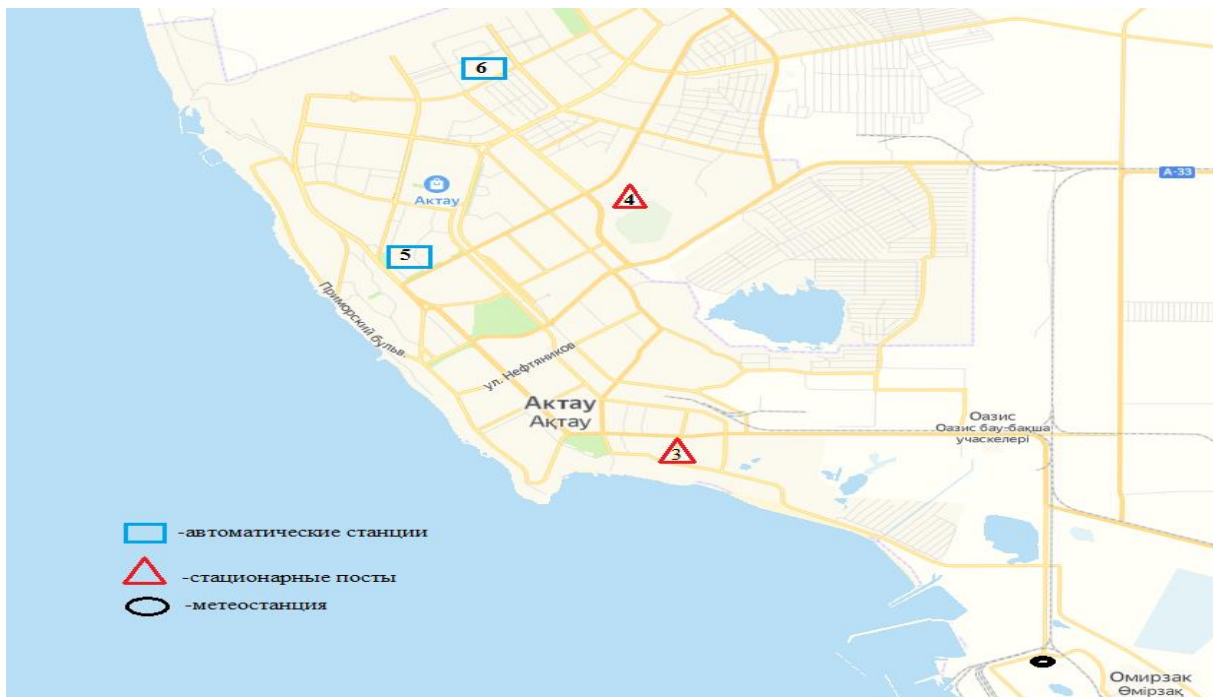 6
4
А-33
Актау
5
Приморский бульв.
ул. Нефтяников
Актау
Ақтау
Оазис
Оазис бау-бақша
учаскелері
3
-автоматические станции
-стационарные посты
-метеостанция
Омирзак
Өмірзақ